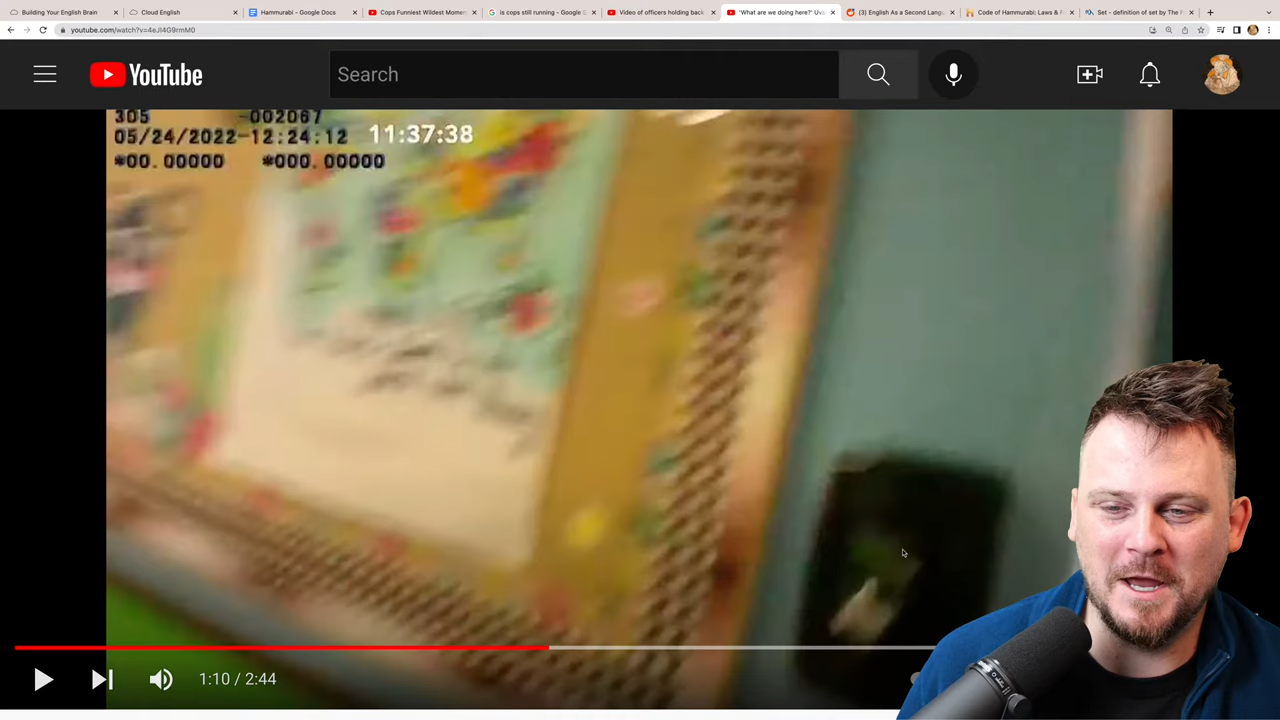 Building Your English Brain
Cloud English
Hammurabi - Google Docs
Cops Funniest Wildest Mome
is cops still running - Google S
Video of officers holding back
"What are we doing here?" Uva
(3) English As a Second Lang
Code of Hammurabi: Laws & F
Set - definition of set by The F
youtube.com/watch?v=4eJI4G9rmM0
YouTube
Search
305 -002067
05/24/2022-12:24:12 11:37:38
*00.00000 *000.00000
1:10 / 2:44